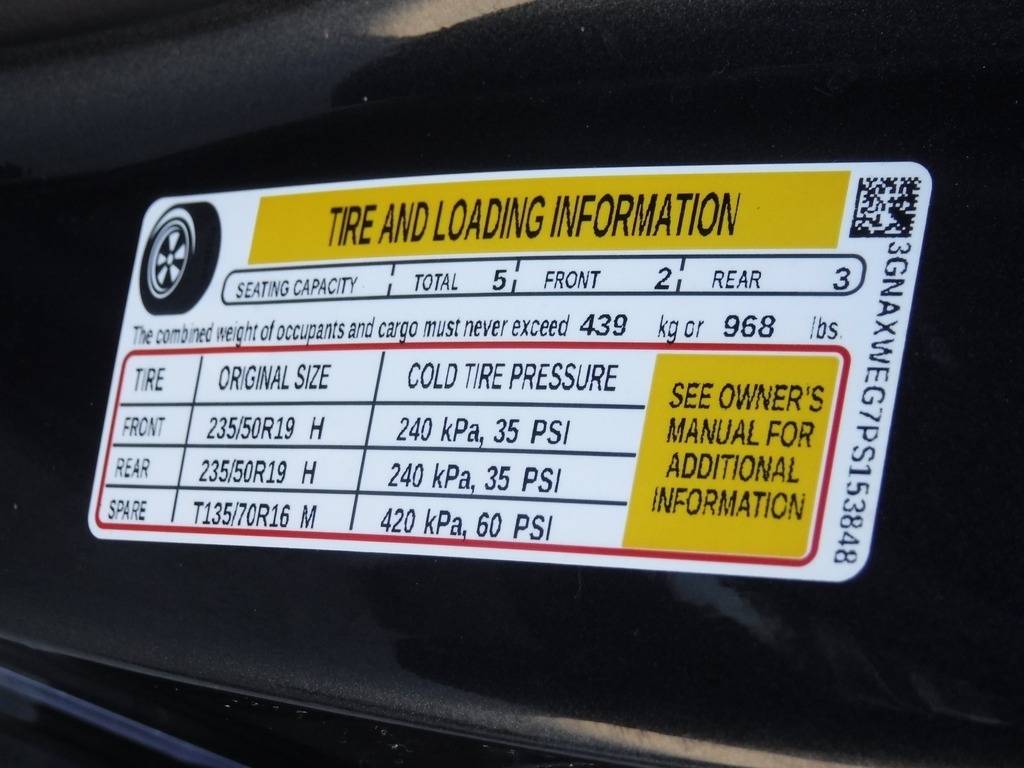 TIRE AND LOADING INFORMATION
SEATING CAPACITY TOTAL 5 FRONT 2 REAR 3
The combined weight of occupants and cargo must never exceed 439 kg or 968 lbs.
TIRE ORIGINAL SIZE COLD TIRE PRESSURE
FRONT 235/50R19 H 240 kPa, 35 PSI
REAR 235/50R19 H 240 kPa, 35 PSI
SPARE T135/70R16 M 420 kPa, 60 PSI
SEE OWNER'S
MANUAL FOR
ADDITIONAL
INFORMATION
3GNAXWEG7PS153848